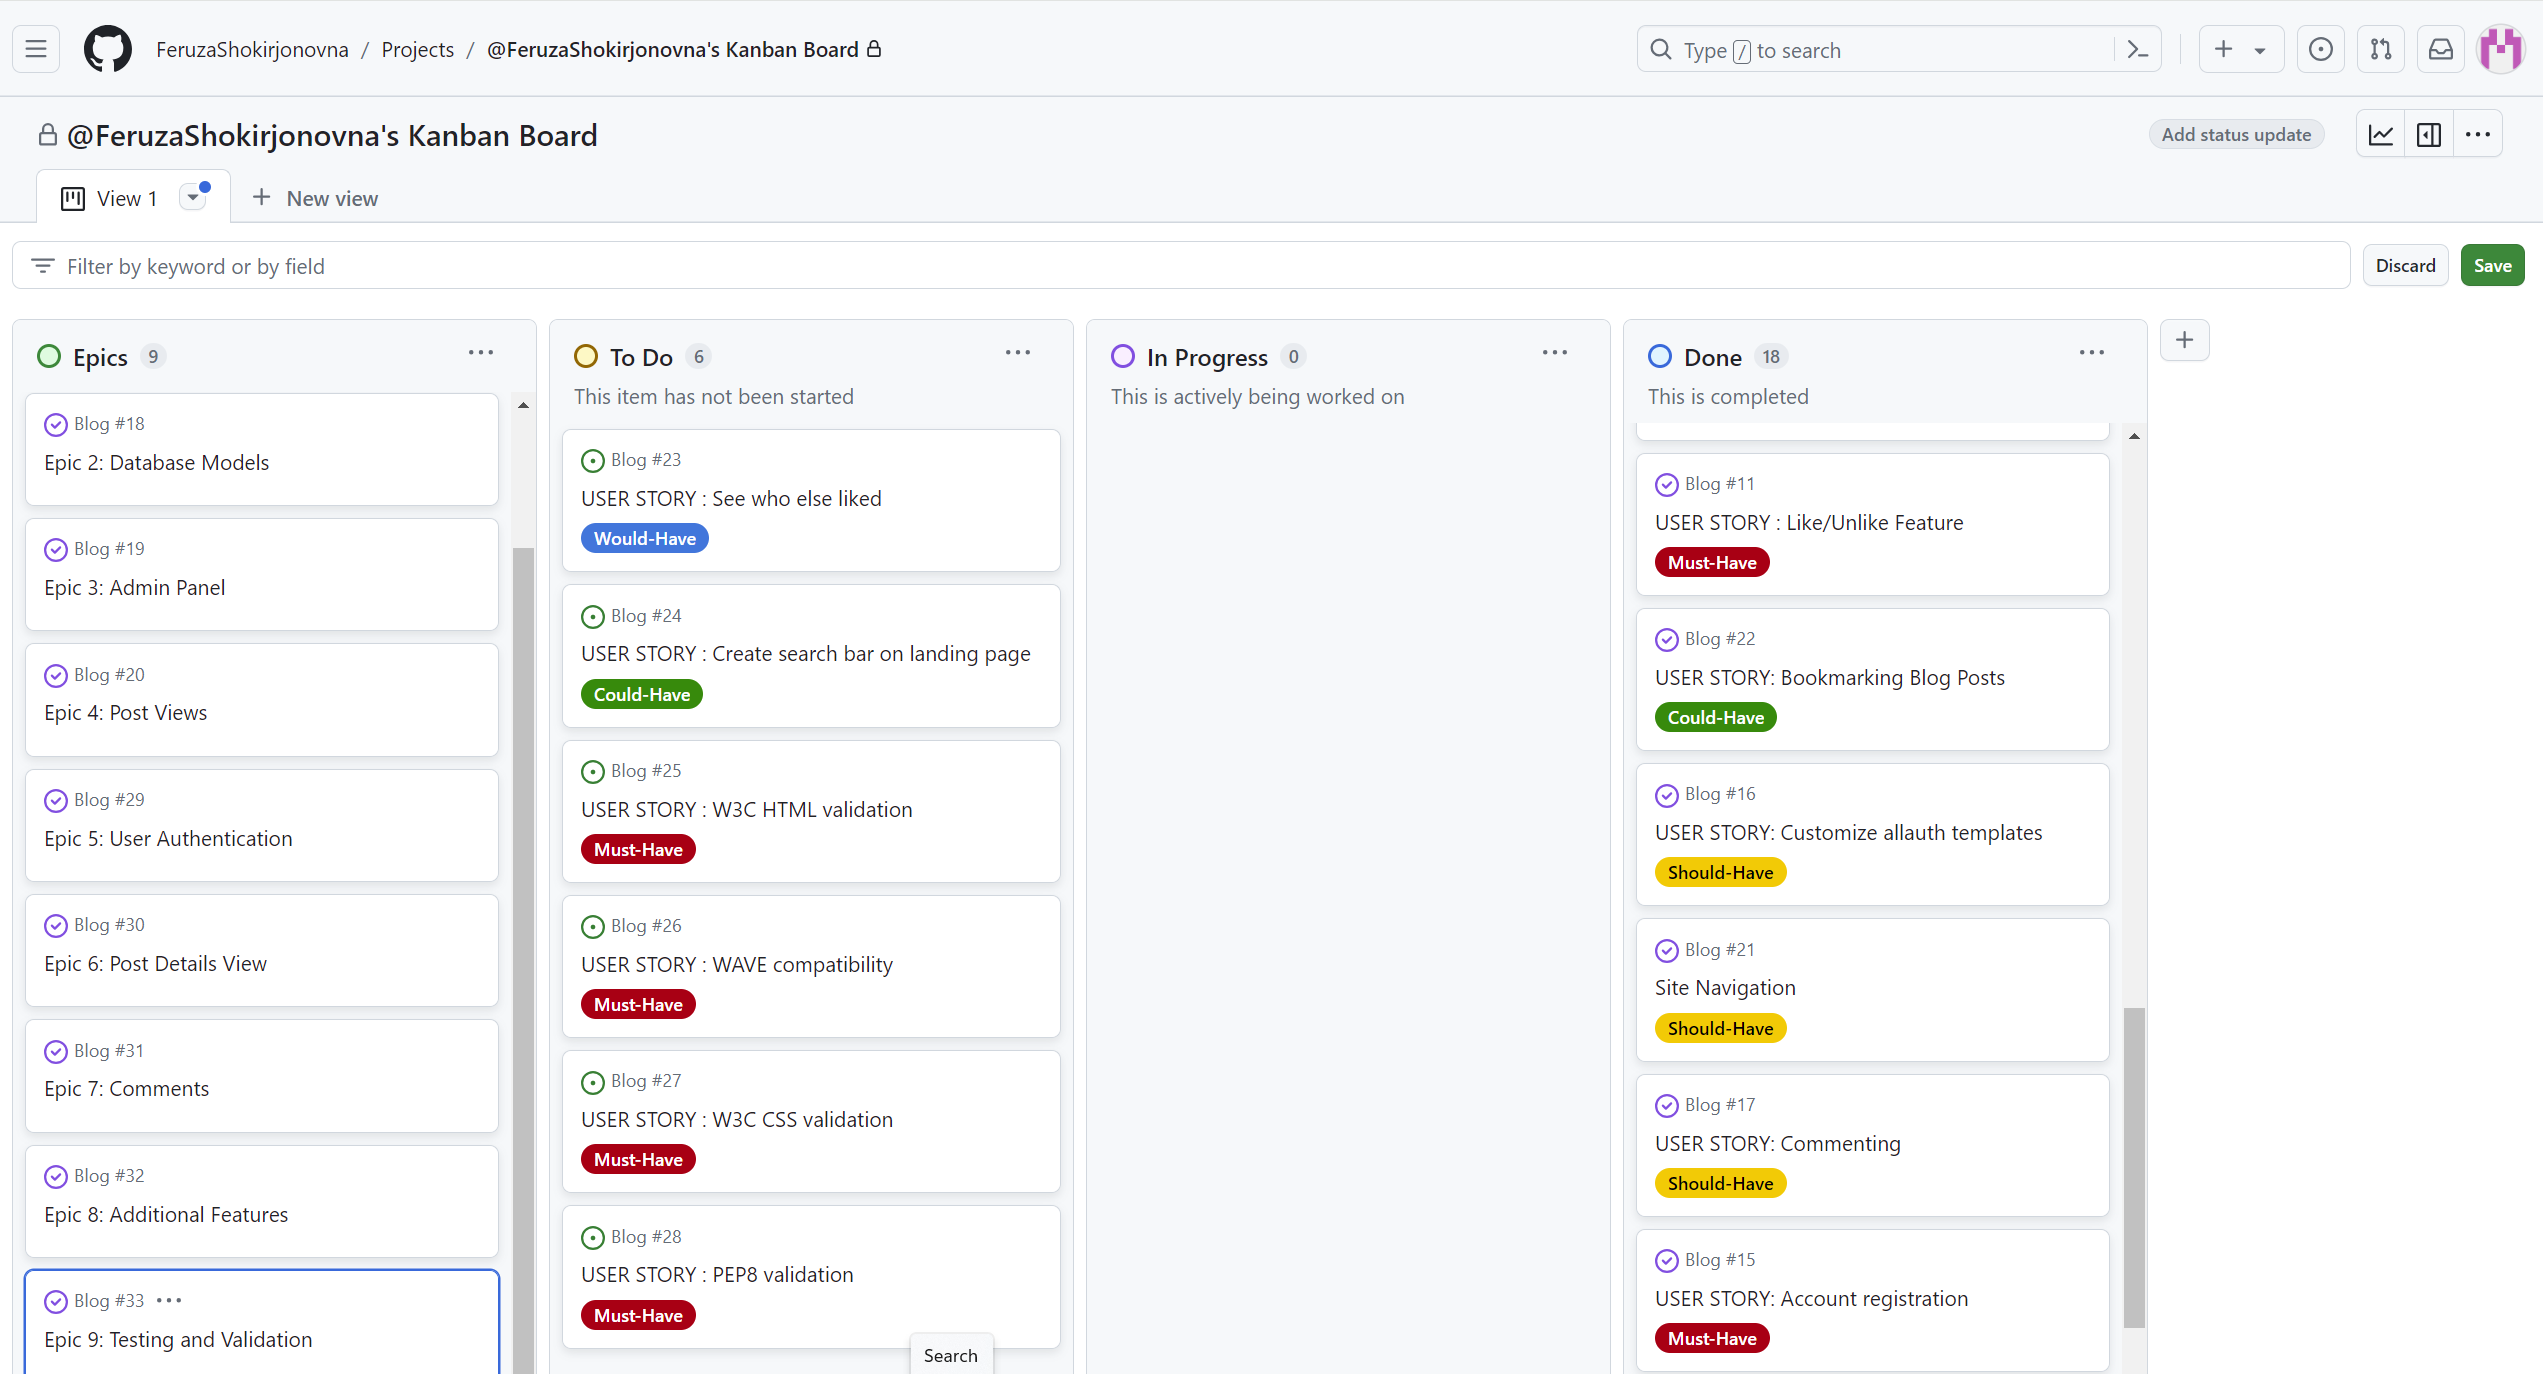 FeruzaShokirjonovna / Projects / @FeruzaShokirjonovna's Kanban Board
Type / to search
@FeruzaShokirjonovna's Kanban Board
Add status update
View 1
New view
Filter by keyword or by field
Discard
Save
Epics 9
Blog #18
Epic 2: Database Models
Blog #19
Epic 3: Admin Panel
Blog #20
Epic 4: Post Views
Blog #29
Epic 5: User Authentication
Blog #30
Epic 6: Post Details View
Blog #31
Epic 7: Comments
Blog #32
Epic 8: Additional Features
Blog #33
Epic 9: Testing and Validation
To Do 6
This item has not been started
Blog #23
USER STORY : See who else liked
Would-Have
Blog #24
USER STORY : Create search bar on landing page
Could-Have
Blog #25
USER STORY : W3C HTML validation
Must-Have
Blog #26
USER STORY : WAVE compatibility
Must-Have
Blog #27
USER STORY : W3C CSS validation
Must-Have
Blog #28
USER STORY : PEP8 validation
Must-Have
Search
In Progress 0
This is actively being worked on
Done 18
This is completed
Blog #11
USER STORY : Like/Unlike Feature
Must-Have
Blog #22
USER STORY: Bookmarking Blog Posts
Could-Have
Blog #16
USER STORY: Customize allauth templates
Should-Have
Blog #21
Site Navigation
Should-Have
Blog #17
USER STORY: Commenting
Should-Have
Blog #15
USER STORY: Account registration
Must-Have